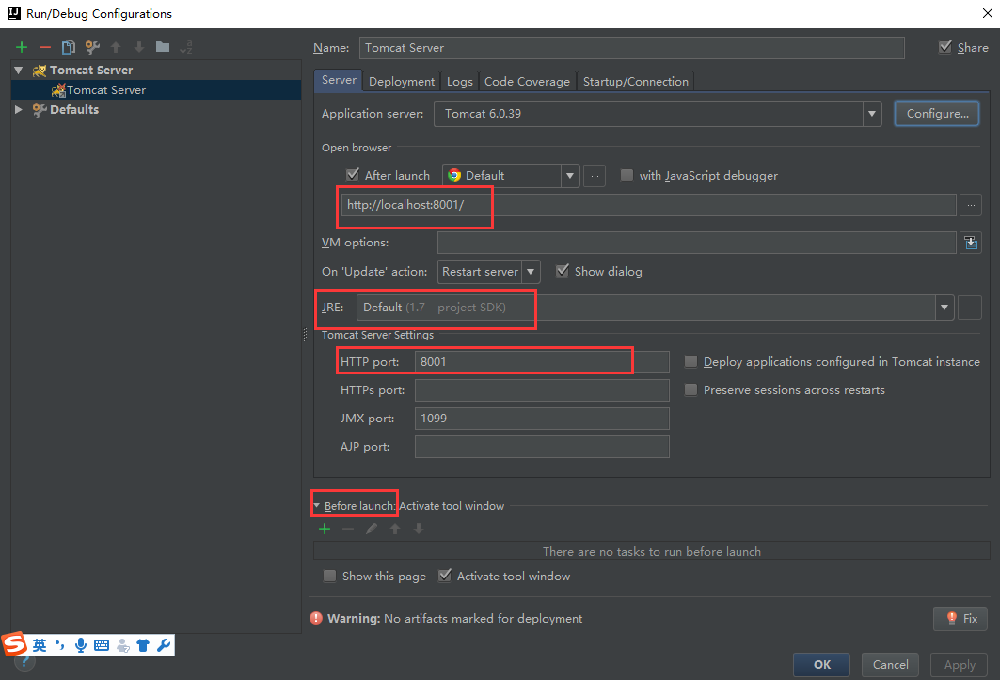 Run/Debug Configurations
Name: Tomcat Server Share
Tomcat Server
Tomcat Server
Defaults
Server Deployment Logs Code Coverage Startup/Connection
Application server: Tomcat 6.0.39 Configure...
Open browser
After launch Default ... with JavaScript debugger
http://localhost:8001/ ...
VM options:
On 'Update' action: Restart server Show dialog
JRE: Default (1.7 - project SDK) ...
Tomcat Server Settings
HTTP port: 8001 Deploy applications configured in Tomcat instance
HTTPs port: Preserve sessions across restarts
JMX port: 1099
AJP port:
Before launch: Activate tool window
There are no tasks to run before launch
Show this page Activate tool window
Warning: No artifacts marked for deployment Fix
英
OK Cancel Apply